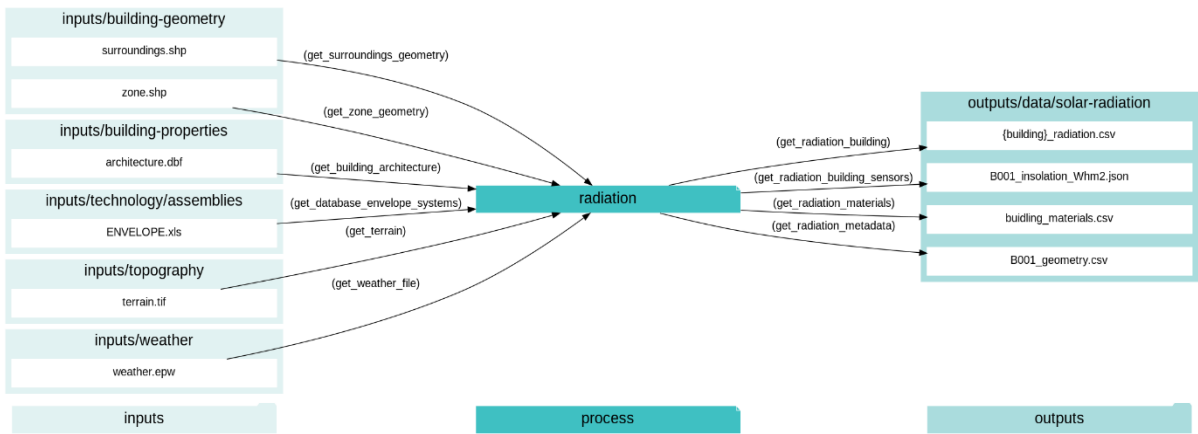 inputs/building-geometry
surroundings.shp
zone.shp
inputs/building-properties
architecture.dbf
inputs/technology/assemblies
ENVELOPE.xls
inputs/topography
terrain.tif
inputs/weather
weather.epw
(get_surroundings_geometry)
(get_zone_geometry)
(get_building_architecture)
(get_database_envelope_systems)
(get_terrain)
(get_weather_file)
radiation
(get_radiation_building)
(get_radiation_building_sensors)
(get_radiation_materials)
(get_radiation_metadata)
outputs/data/solar-radiation
{building}_radiation.csv
B001_insolation_Whm2.json
buidling_materials.csv
B001_geometry.csv
inputs
process
outputs